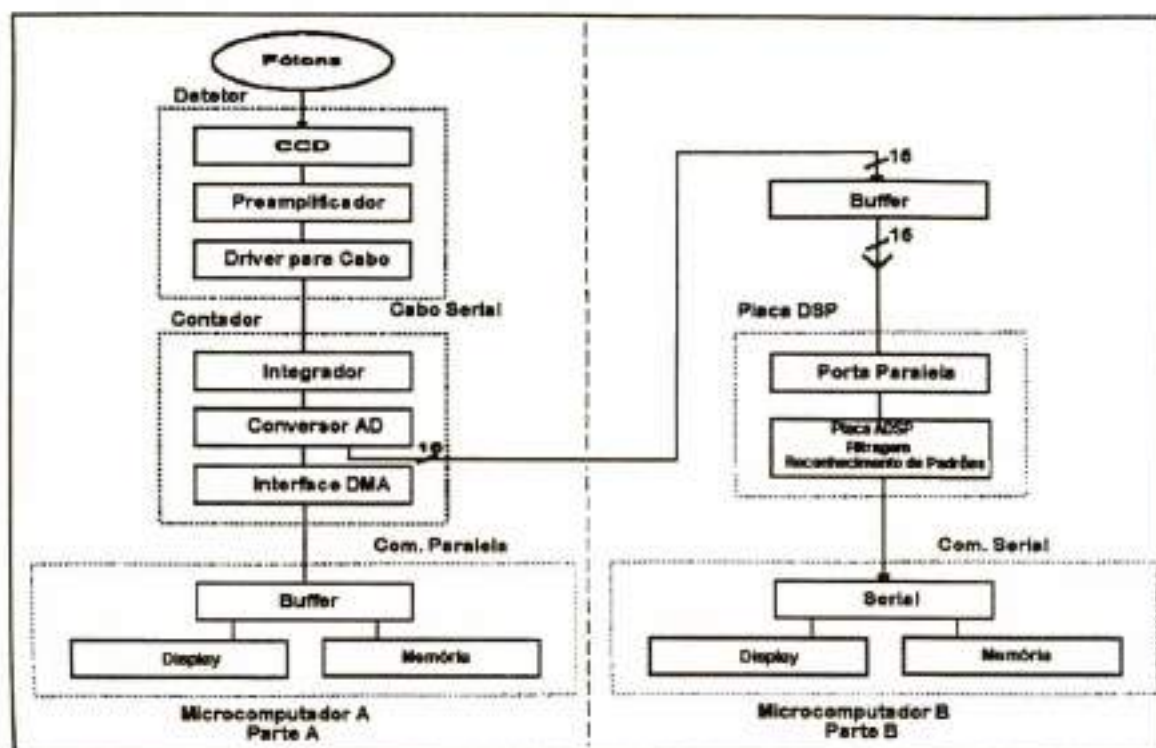 Fótons
Detetor
CCD
Preamplificador
Driver para Cabo
Cabo Serial
Contador
Integrador
Conversor AD
16
Interface DMA
Com. Paralela
Buffer
Display
Memória
Microcomputador A
Parte A
16
Buffer
16
Placa DSP
Porta Paralela
Placa ADSP
Filtragem
Reconhecimento de Padrões
Com. Serial
Serial
Display
Memória
Microcomputador B
Parte B